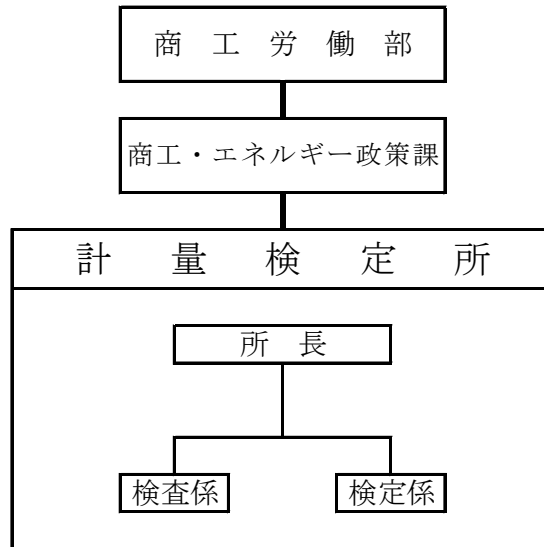 商工労働部
商工・エネルギー政策課
計量検定所
所長
検査係
検定係